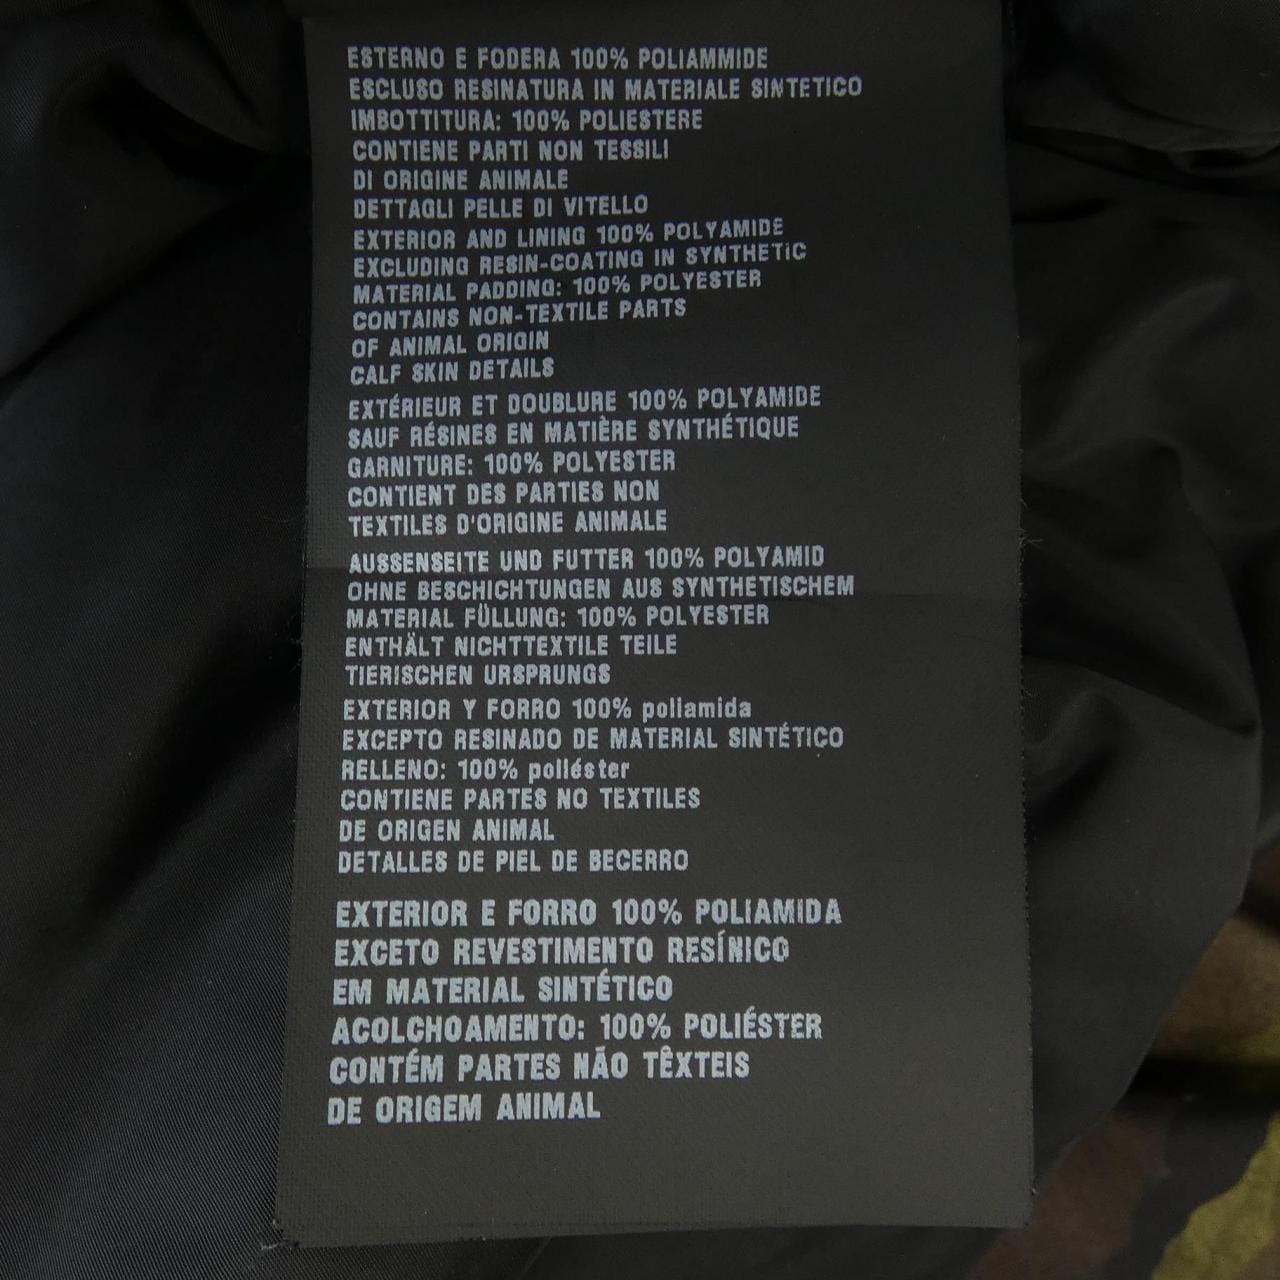 ESTERNO E FODERA 100% POLIAMMIDE
ESCLUSO RESINATURA IN MATERIALE SINTETICO
IMBOTTITURA: 100% POLIESTERE
CONTIENE PARTI NON TESSILI
DI ORIGINE ANIMALE
DETTAGLI PELLE DI VITELLO
EXTERIOR AND LINING 100% POLYAMIDE
EXCLUDING RESIN-COATING IN SYNTHETIC
MATERIAL PADDING: 100% POLYESTER
CONTAINS NON-TEXTILE PARTS
OF ANIMAL ORIGIN
CALF SKIN DETAILS
EXTÉRIEUR ET DOUBLURE 100% POLYAMIDE
SAUF RÉSINES EN MATIÈRE SYNTHÉTIQUE
GARNITURE: 100% POLYESTER
CONTIENT DES PARTIES NON
TEXTILES D'ORIGINE ANIMALE
AUSSENSEITE UND FUTTER 100% POLYAMID
OHNE BESCHICHTUNGEN AUS SYNTHETISCHEM
MATERIAL FÜLLUNG: 100% POLYESTER
ENTHÄLT NICHTTEXTILE TEILE
TIERISCHEN URSPRUNGS
EXTERIOR Y FORRO 100% poliamida
EXCEPTO RESINADO DE MATERIAL SINTÉTICO
RELLENO: 100% poliéster
CONTIENE PARTES NO TEXTILES
DE ORIGEN ANIMAL
DETALLES DE PIEL DE BECERRO
EXTERIOR E FORRO 100% POLIAMIDA
EXCETO REVESTIMENTO RESÍNICO
EM MATERIAL SINTÉTICO
ACOLCHOAMENTO: 100% POLIÉSTER
CONTÉM PARTES NÃO TÊXTEIS
DE ORIGEM ANIMAL